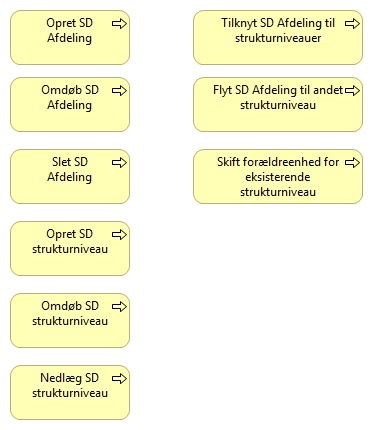 Opret SD
Afdeling
Omdøb SD
Afdeling
Slet SD
Afdeling
Opret SD
strukturniveau
Omdøb SD
strukturniveau
Nedlæg SD
strukturniveau
Tilknyt SD Afdeling til
strukturniveauer
Flyt SD Afdeling til andet
strukturniveau
Skift forældreenhed for
eksisterende
strukturniveau